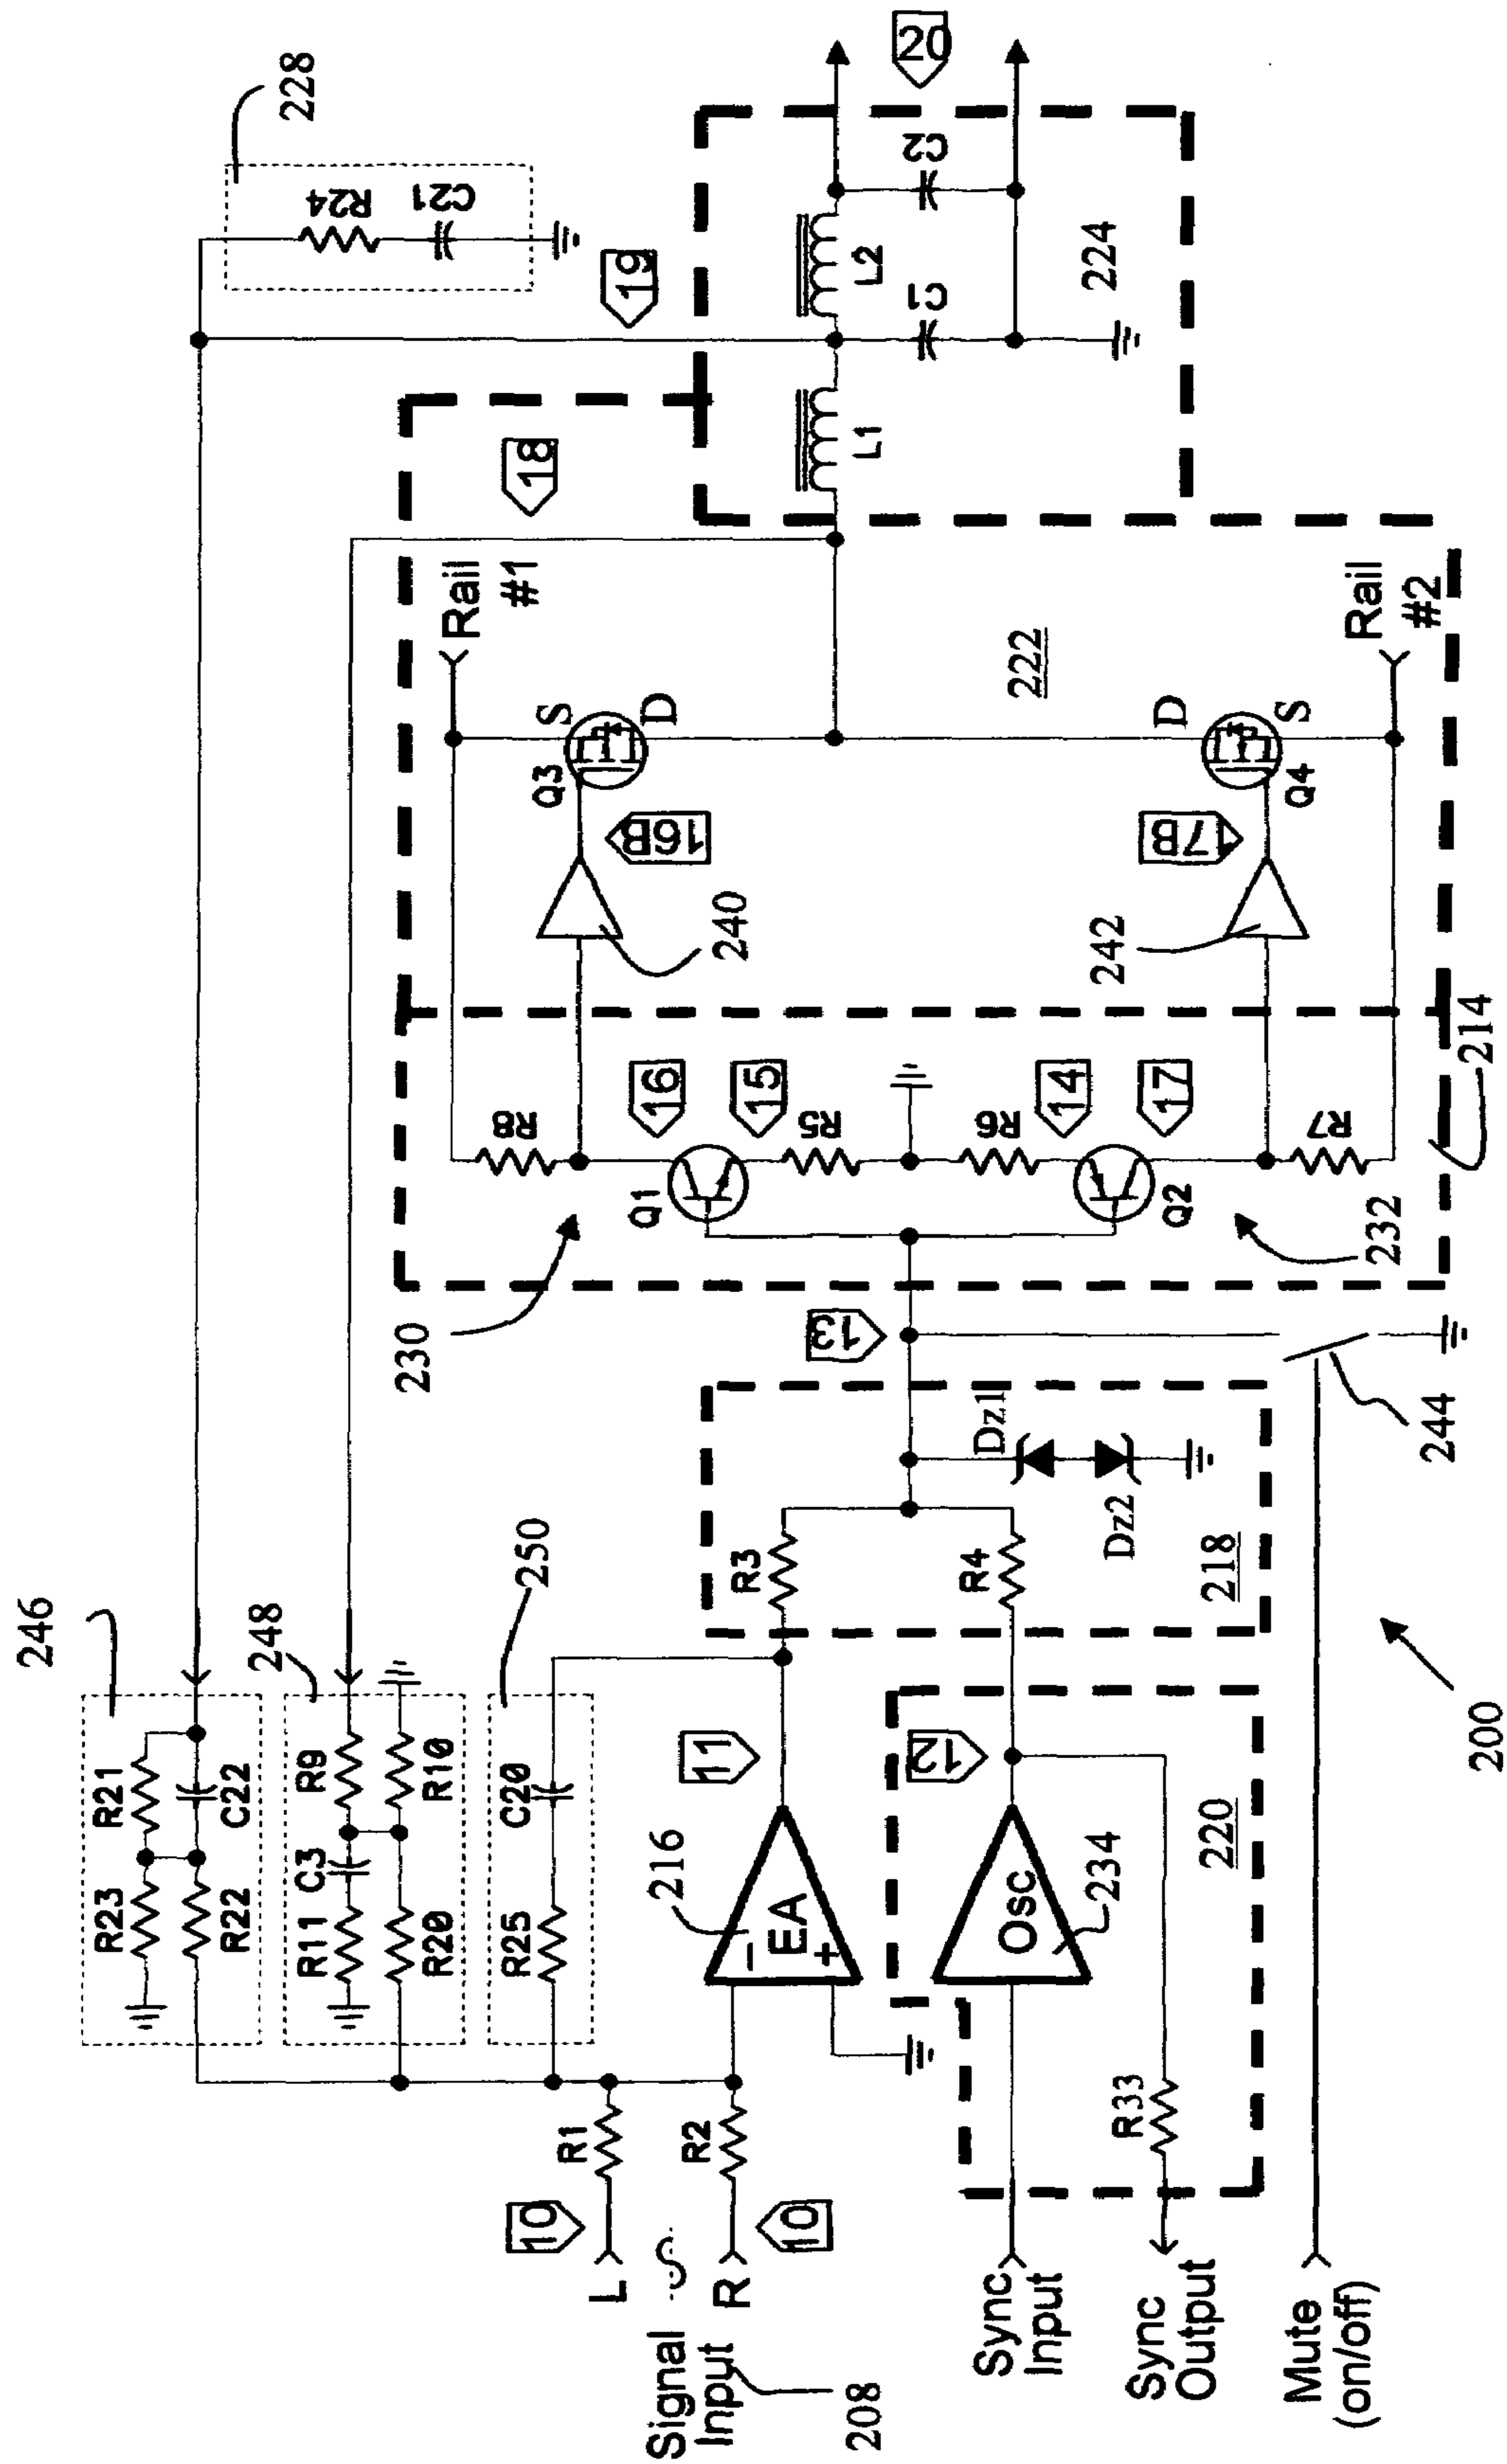 228
R24
C21
19
20
C2
L2
C1
224
L1
18
Rail
#1
Rail
#2
222
S
D
Q3
D
S
Q4
16B
17B
240
242
214
R8
16
15
R5
R6
14
17
R7
Q1
Q2
230
232
13
244
Dz1
Dz2
218
R3
R4
250
246
248
R21
C22
R23
R22
R9
R10
C3
R11
R20
C20
R25
11
12
216
EA
−
+
Osc
234
220
R33
R1
R2
10
10
L
R
Signal
Input
208
Sync
Input
Sync
Output
Mute
(on/off)
200